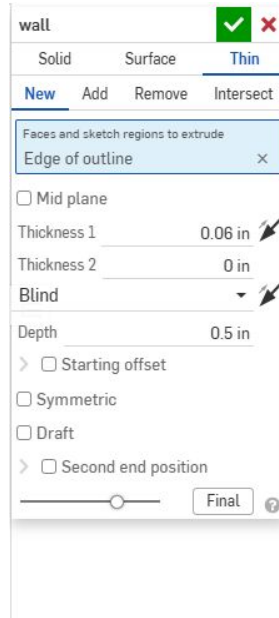 wall
Solid Surface Thin
New Add Remove Intersect
Faces and sketch regions to extrude
Edge of outline
Mid plane
Thickness 1 0.06 in
Thickness 2 0 in
Blind
Depth 0.5 in
Starting offset
Symmetric
Draft
Second end position
Final